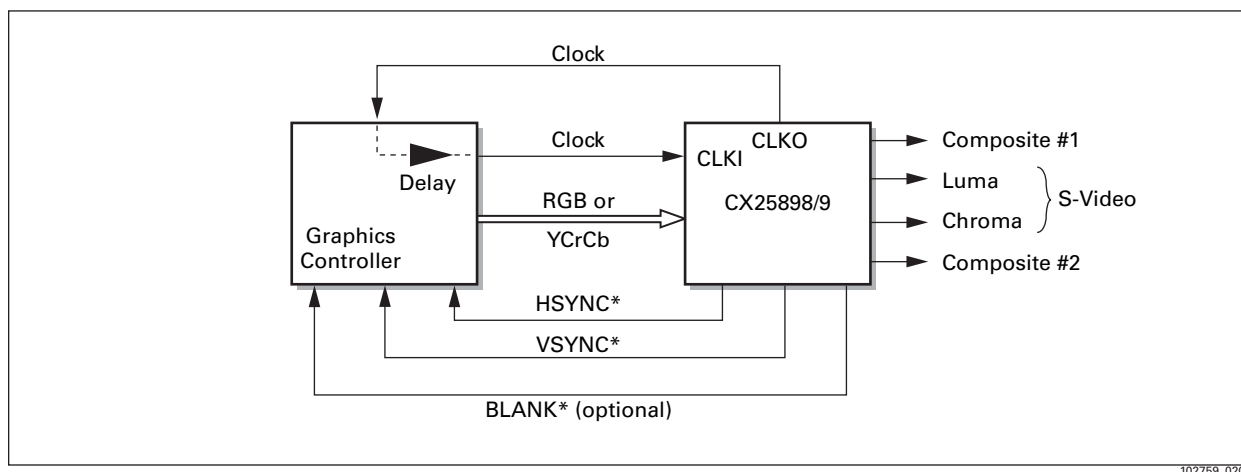 Clock
Clock
CLKO
CLKI
Delay
CX25898/9
RGB or
YCrCb
Graphics
Controller
Composite #1
Luma
S-Video
Chroma
Composite #2
HSYNC*
VSYNC*
BLANK* (optional)
102759_020